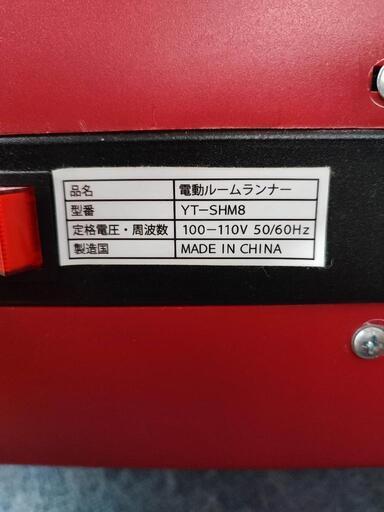 品名 電動ルームランナー
型番 YT-SHM8
定格電圧・周波数 100-110V 50/60Hz
製造国 MADE IN CHINA